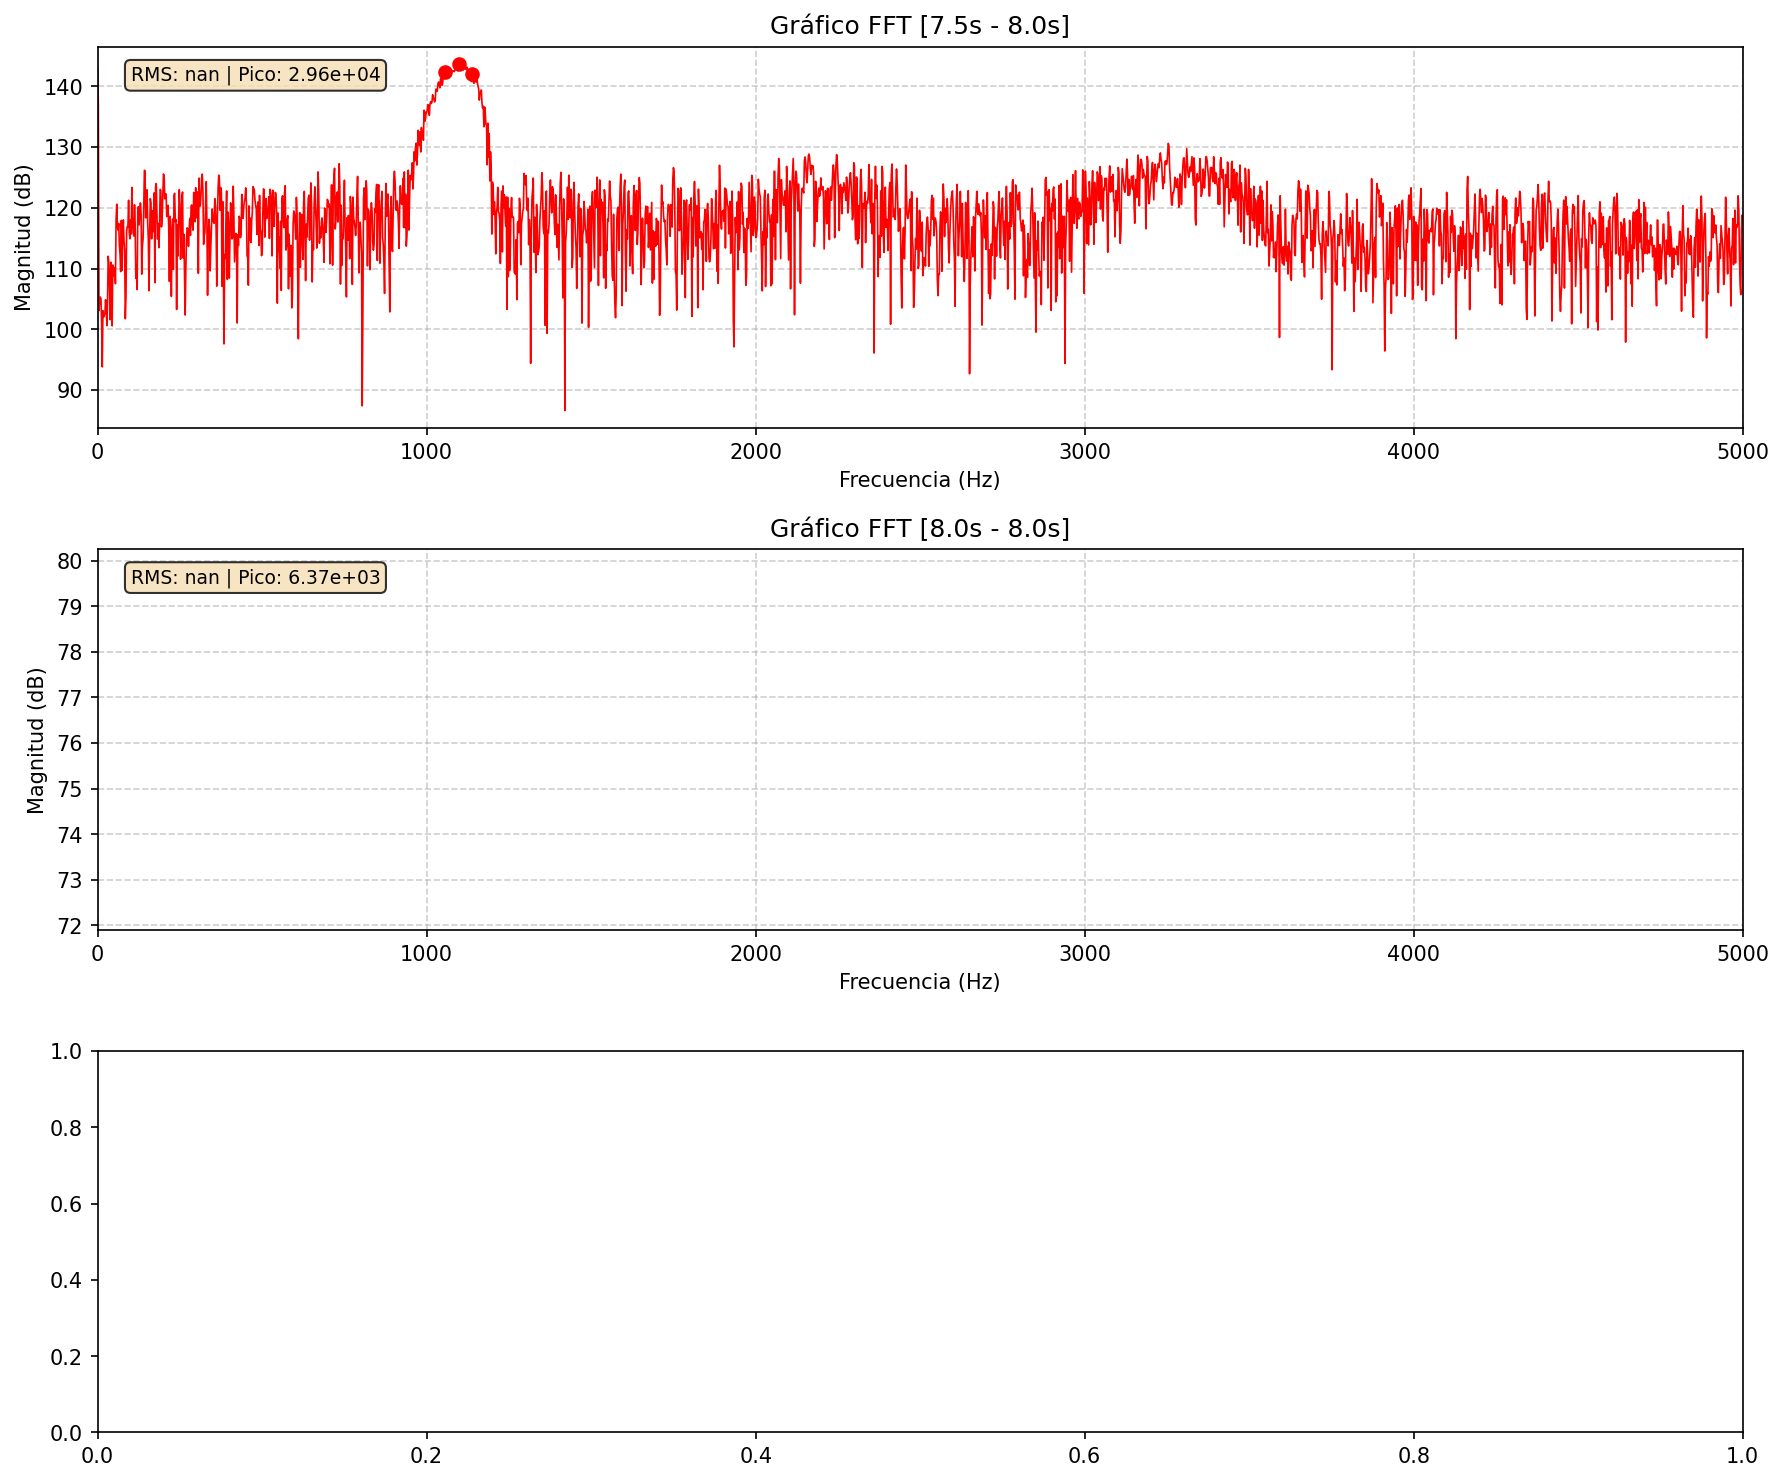 Gráfico FFT [7.5s - 8.0s]
RMS: nan | Pico: 2.96e+04
Magnitud (dB)
140
130
120
110
100
90
0 1000 2000 3000 4000 5000
Frecuencia (Hz)
Gráfico FFT [8.0s - 8.0s]
RMS: nan | Pico: 6.37e+03
Magnitud (dB)
80
79
78
77
76
75
74
73
72
0 1000 2000 3000 4000 5000
Frecuencia (Hz)
1.0
0.8
0.6
0.4
0.2
0.0
0.0 0.2 0.4 0.6 0.8 1.0